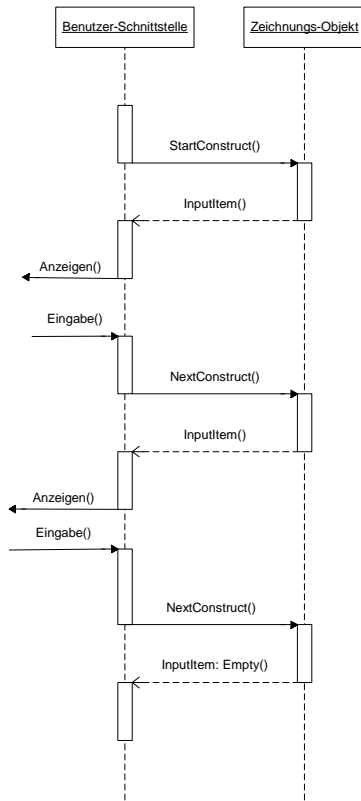 Benutzer-Schnittstelle
Zeichnungs-Objekt
StartConstruct()
InputItem()
Anzeigen()
Eingabe()
NextConstruct()
InputItem()
Anzeigen()
Eingabe()
NextConstruct()
InputItem: Empty()